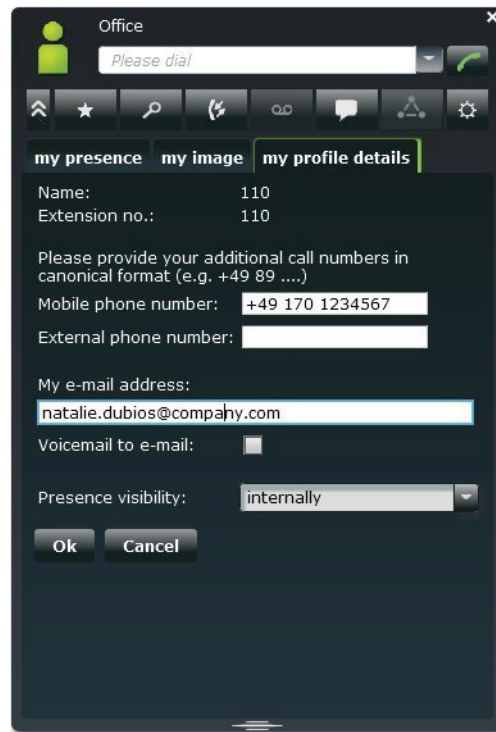 Office
Please dial
my presence my image my profile details
Name: 110
Extension no.: 110
Please provide your additional call numbers in
canonical format (e.g. +49 89 ....)
Mobile phone number: +49 170 1234567
External phone number:
My e-mail address:
natalie.dubios@company.com
Voicemail to e-mail:
Presence visibility: internally
Ok Cancel